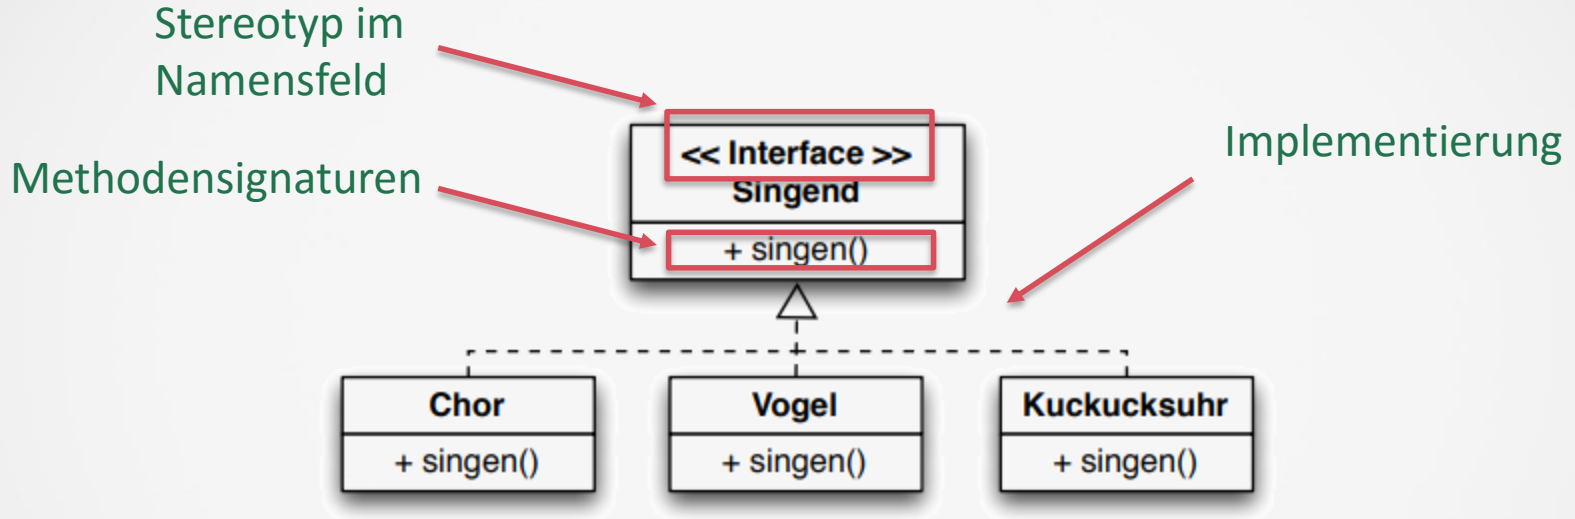 Stereotyp im
Namensfeld
Methodensignaturen
Implementierung
<< Interface >>
Singend
+ singen()
Chor
+ singen()
Vogel
+ singen()
Kuckucksuhr
+ singen()